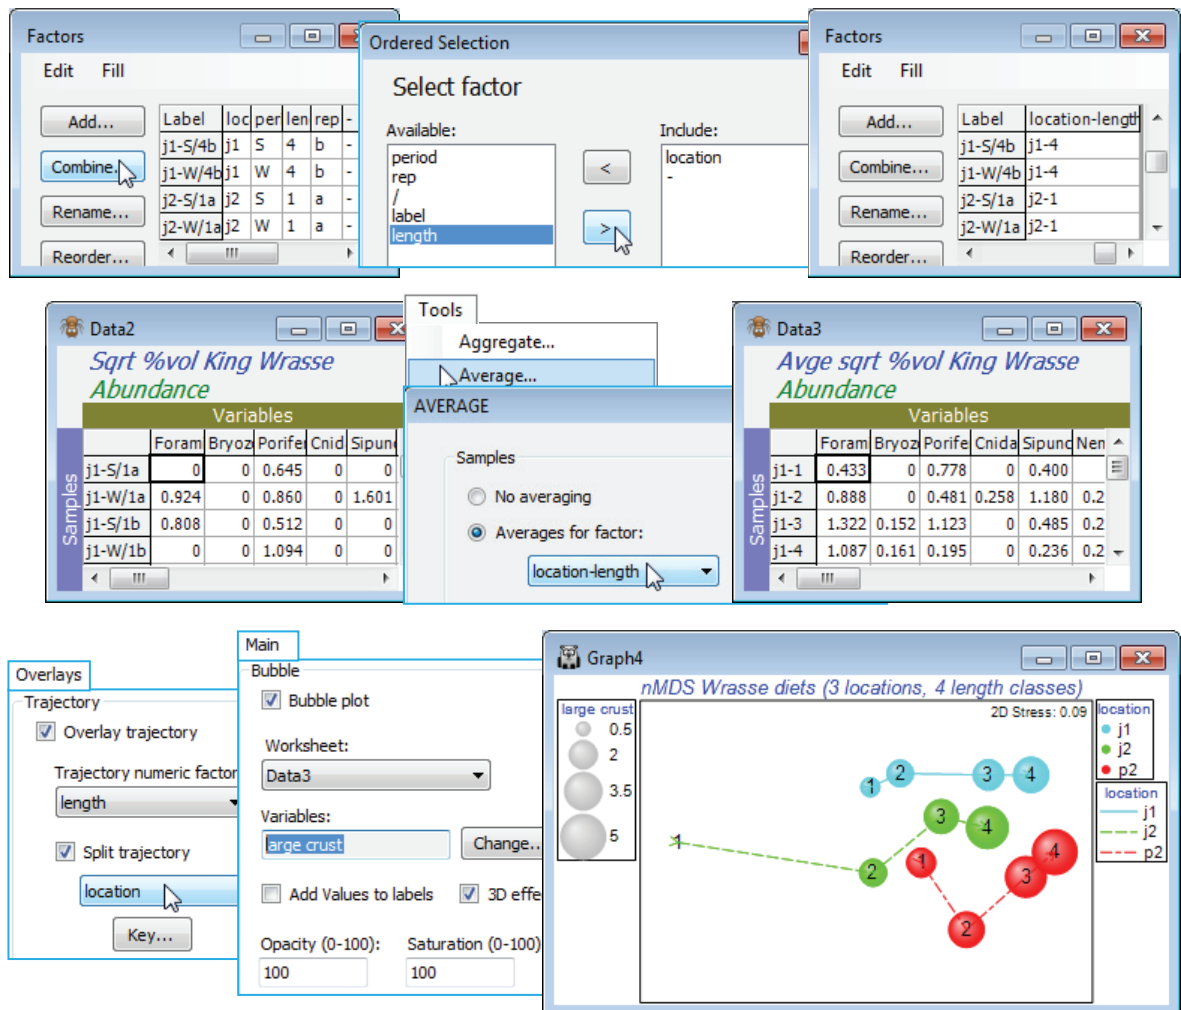 Factors
Edit Fill
Add...
Combine.
Rename...
Reorder...
Label loc per len rep -
j1-S/4b j1 S 4 b -
j1-W/4b j1 W 4 b -
j2-S/1a j2 S 1 a -
j2-W/1a j2 W 1 a -
Ordered Selection
Select factor
Available:
period
rep
/
label
length
<
>
Include:
location
-
Factors
Edit Fill
Add...
Combine...
Rename...
Reorder...
Label location-length
j1-S/4b j1-4
j1-W/4b j1-4
j2-S/1a j2-1
j2-W/1a j2-1
Data2
Sqrt %vol King Wrasse
Abundance
Variables
Samples
Foram Bryoz Porife Cnid Sipun
j1-S/1a 0 0 0.645 0 0
j1-W/1a 0.924 0 0.860 0 1.601
j1-S/1b 0.808 0 0.512 0 0
j1-W/1b 0 0 1.094 0 0
Tools
Aggregate...
Average...
AVERAGE
Samples
No averaging
Averages for factor:
location-length
Data3
Avge sqrt %vol King Wrasse
Abundance
Variables
Samples
Foram Bryoz Porife Cnida Sipunc Nen
j1-1 0.433 0 0.778 0 0.400
j1-2 0.888 0 0.481 0.258 1.180 0.2
j1-3 1.322 0.152 1.123 0 0.485 0.2
j1-4 1.087 0.161 0.195 0 0.236 0.2
Overlays
Trajectory
Overlay trajectory
Trajectory numeric factor
length
Split trajectory
location
Key...
Main
Bubble
Bubble plot
Worksheet:
Data3
Variables:
large crust
Change..
Add Values to labels
3D effe
Opacity (0-100):
Saturation (0-100)
100
100
Graph4
nMDS Wrasse diets (3 locations, 4 length classes)
large crust
0.5
2
3.5
5
2D Stress: 0.09
1 2 3 4
1 2 3 4
1 2 3 4
location
j1
j2
p2
location
j1
j2
p2